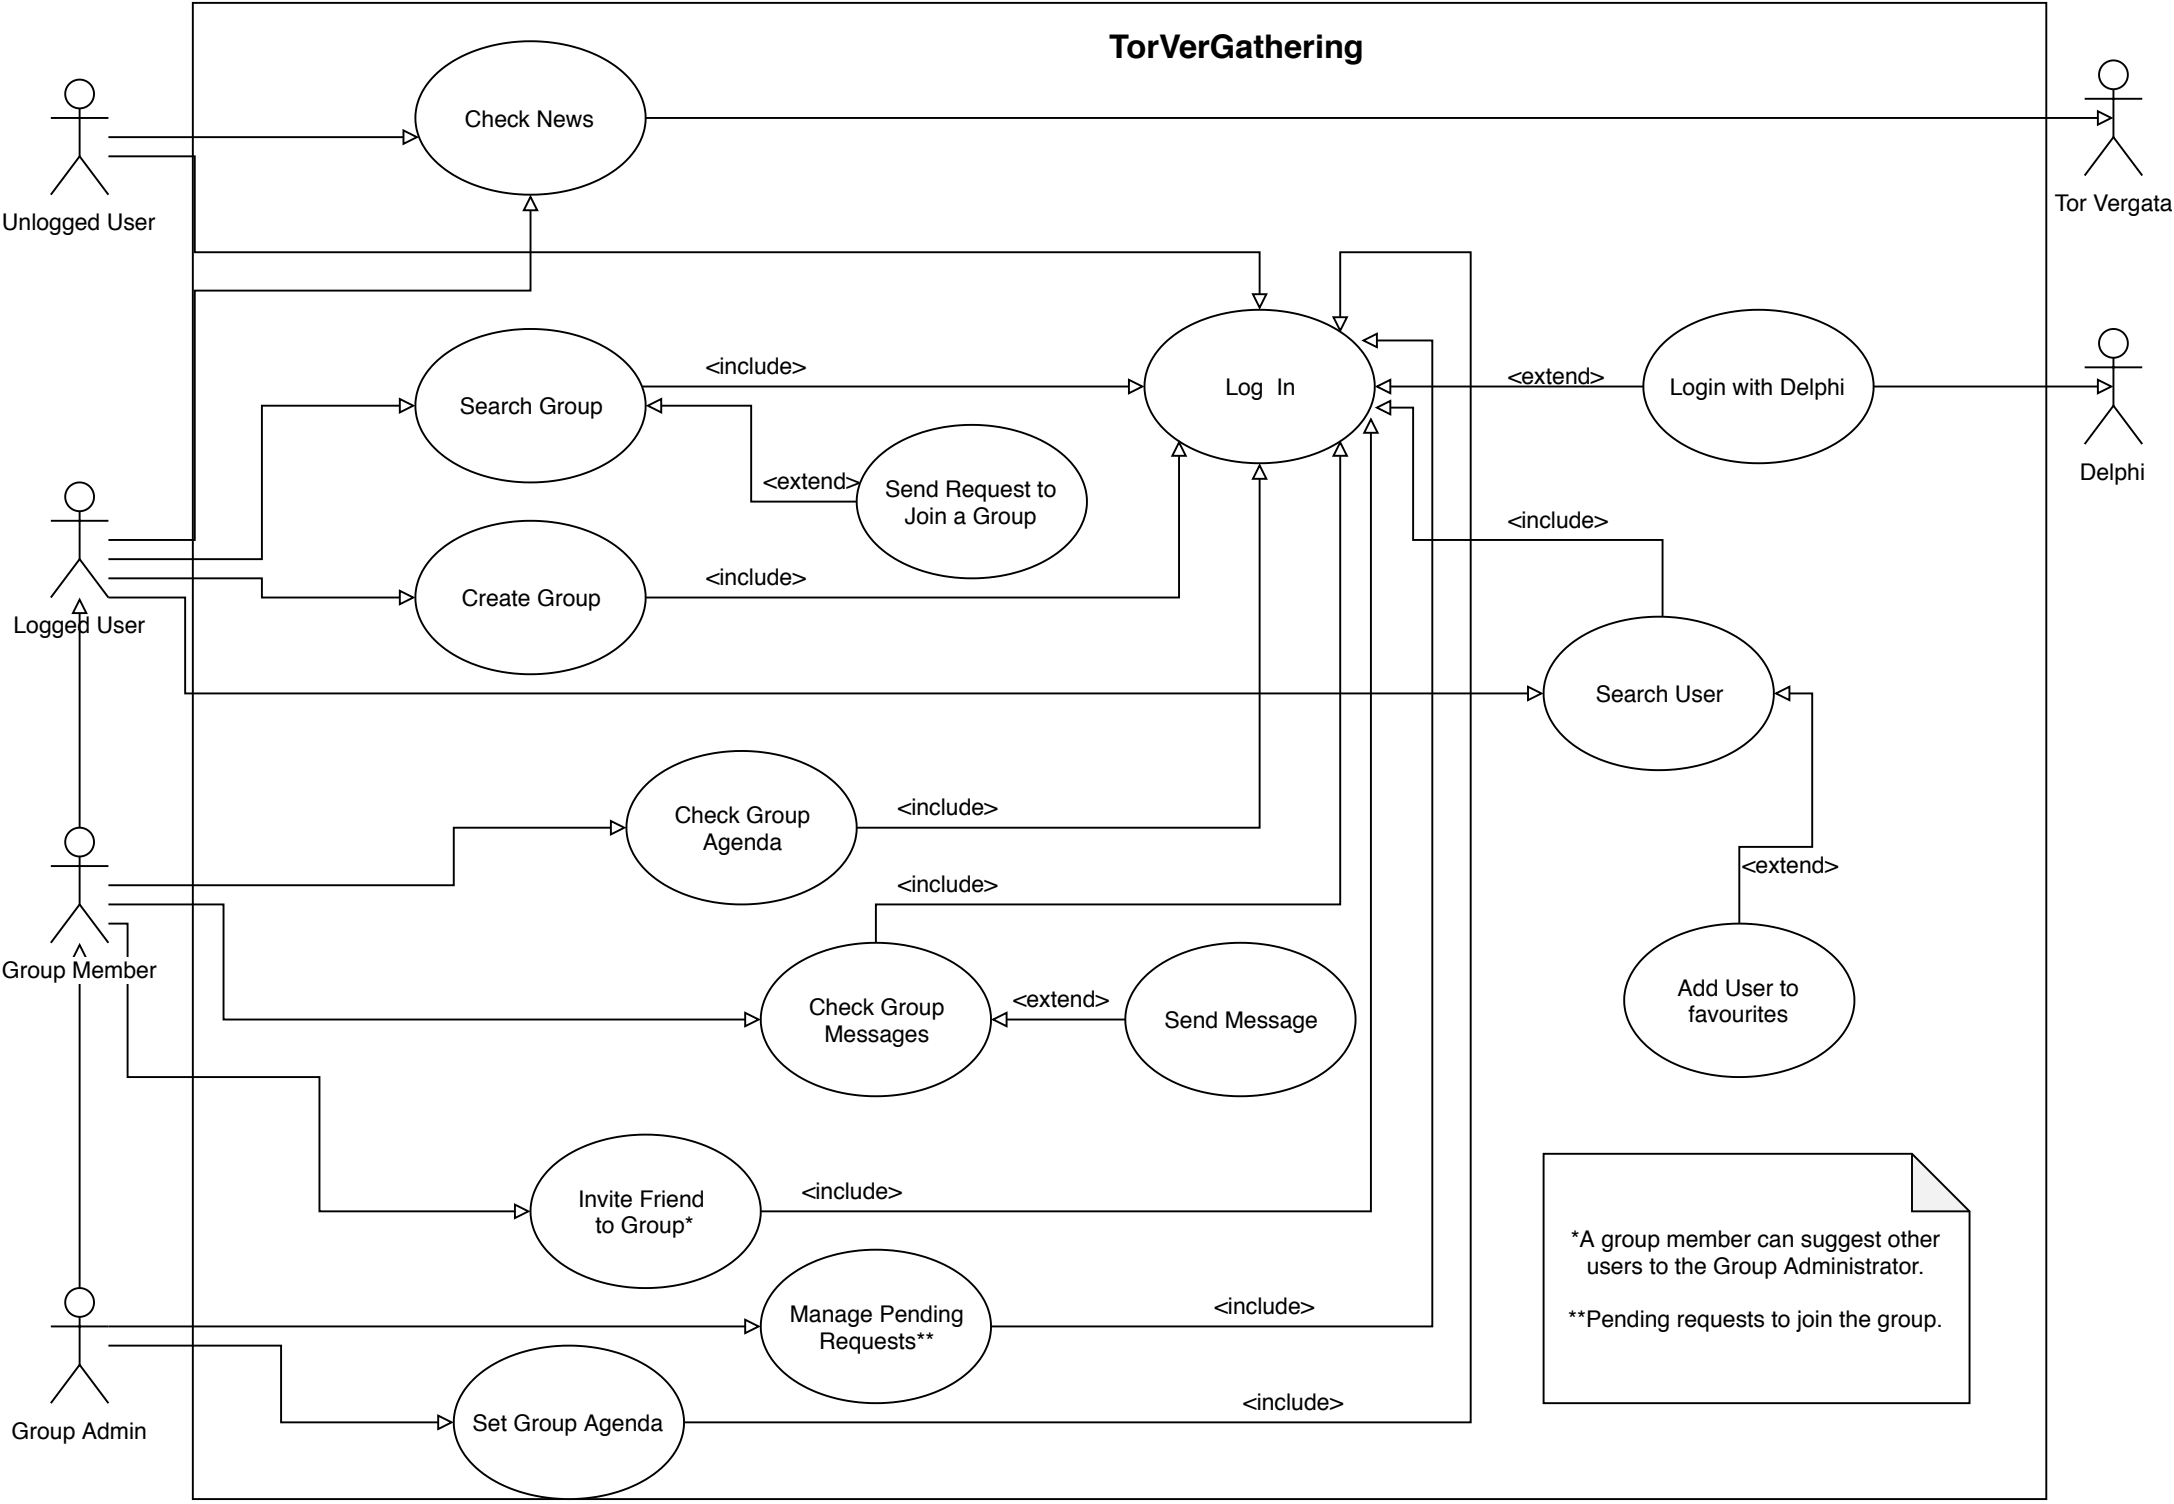 TorVerGathering
Check News
Unlogged User
Tor Vergata
<include>
Search Group
Log  In
<extend>
Login with Delphi
Delphi
<extend>
Send Request to
Join a Group
<include>
<include>
Create Group
Logged User
Search User
Check Group
Agenda
<include>
<extend>
<include>
Group Member
Check Group
Messages
<extend>
Send Message
Add User to
favourites
Invite Friend
to Group*
<include>
*A group member can suggest other
users to the Group Administrator.
**Pending requests to join the group.
Manage Pending
Requests**
<include>
Group Admin
Set Group Agenda
<include>